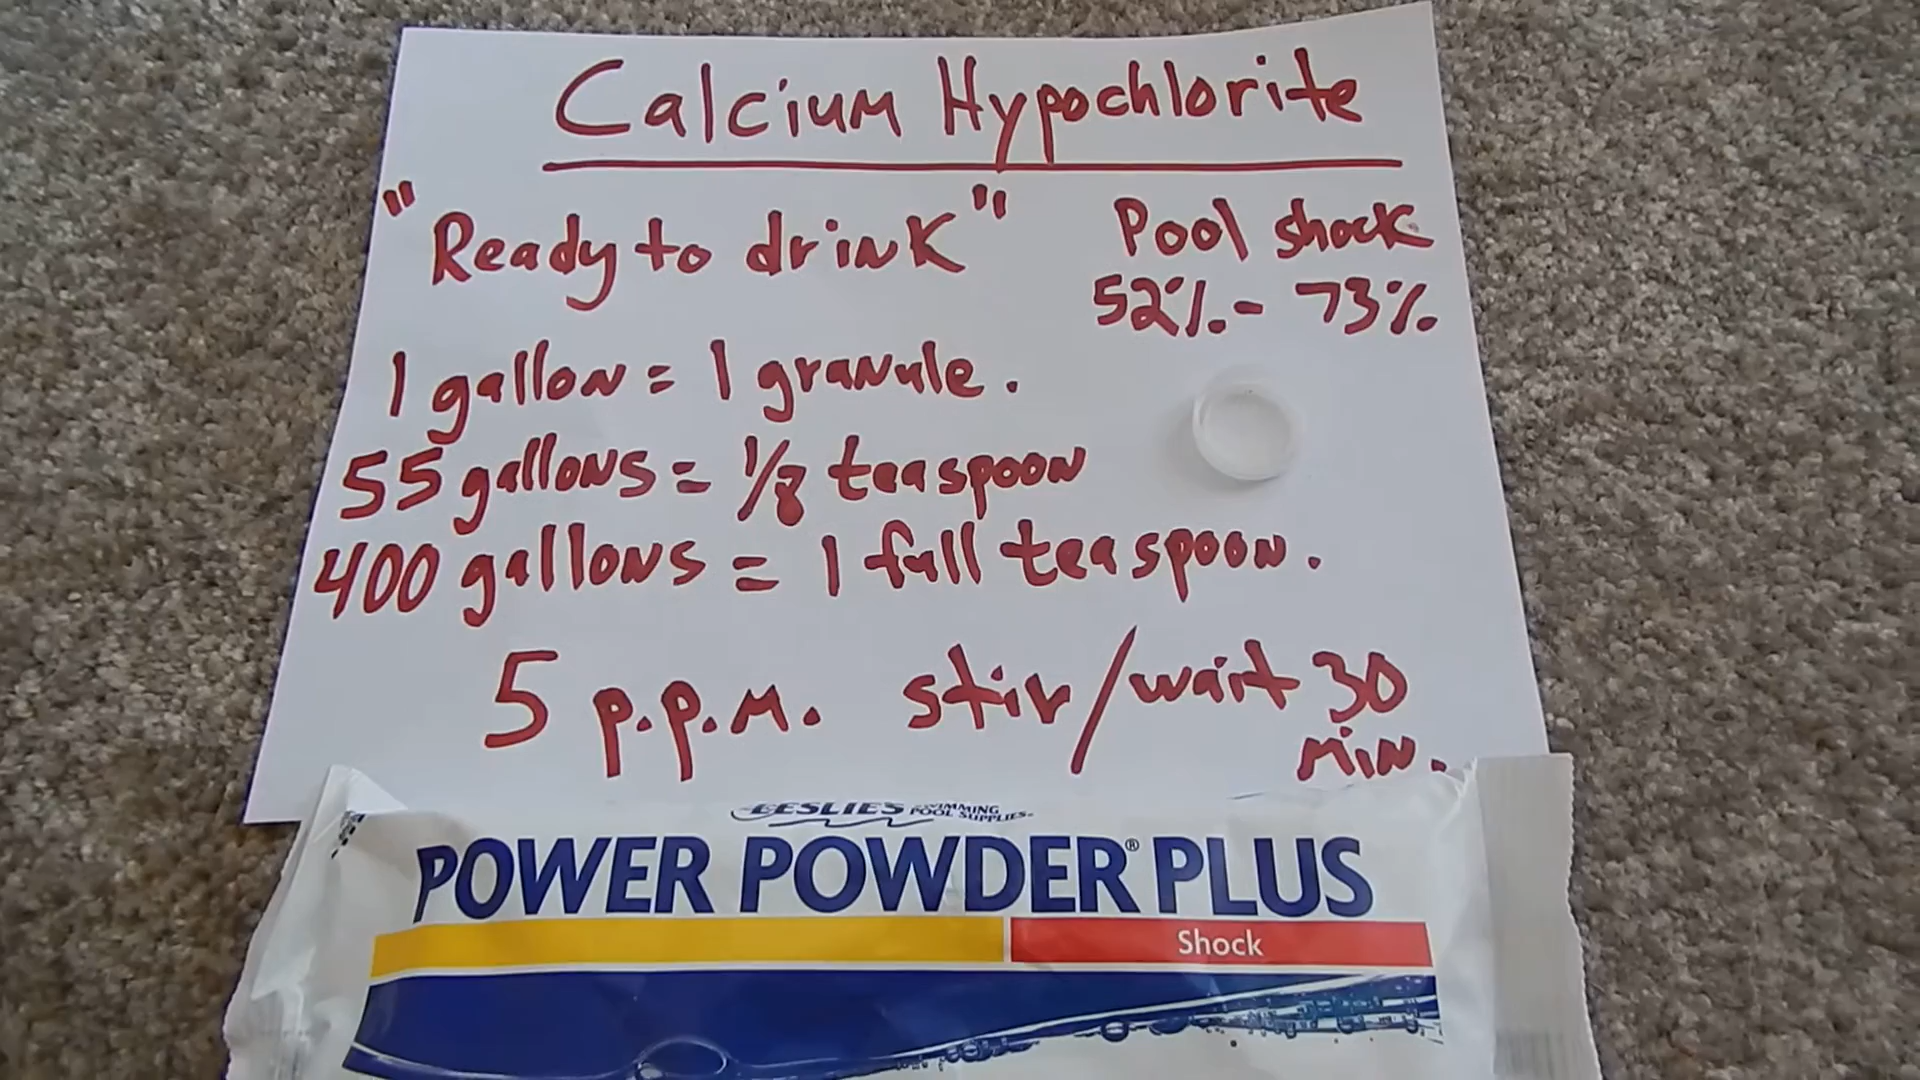 Calcium Hypochlorite
"Ready to drink" Pool shock
52% - 73%
1 gallon = 1 granule.
55 gallons = 1/8 teaspoon
400 gallons = 1 full teaspoon.
5 p.p.m. stir/wait 30
min.
LESLIE'S SWIMMING
POOL SUPPLIES
POWER POWDER® PLUS
Shock